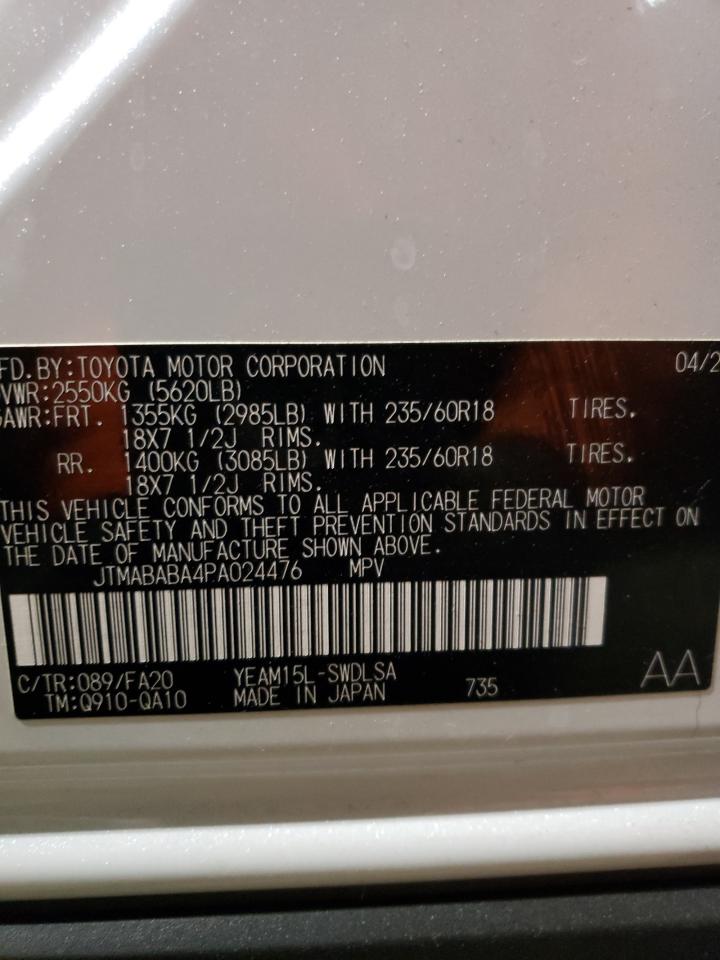 FD.BY:TOYOTA MOTOR CORPORATION 04/2
VWR:2550KG (5620LB)
AWR:FRT. 1355KG (2985LB) WITH 235/60R18 TIRES.
18X7 1/2J RIMS.
RR. 1400KG (3085LB) WITH 235/60R18 TIRES.
18X7 1/2J RIMS.
THIS VEHICLE CONFORMS TO ALL APPLICABLE FEDERAL MOTOR
VEHICLE SAFETY AND THEFT PREVENTION STANDARDS IN EFFECT ON
THE DATE OF MANUFACTURE SHOWN ABOVE.
JTMABABA4PA024476 MPV
C/TR:089/FA20 YEAM15L-SWDLSA AA
TM:Q910-QA10 MADE IN JAPAN 735